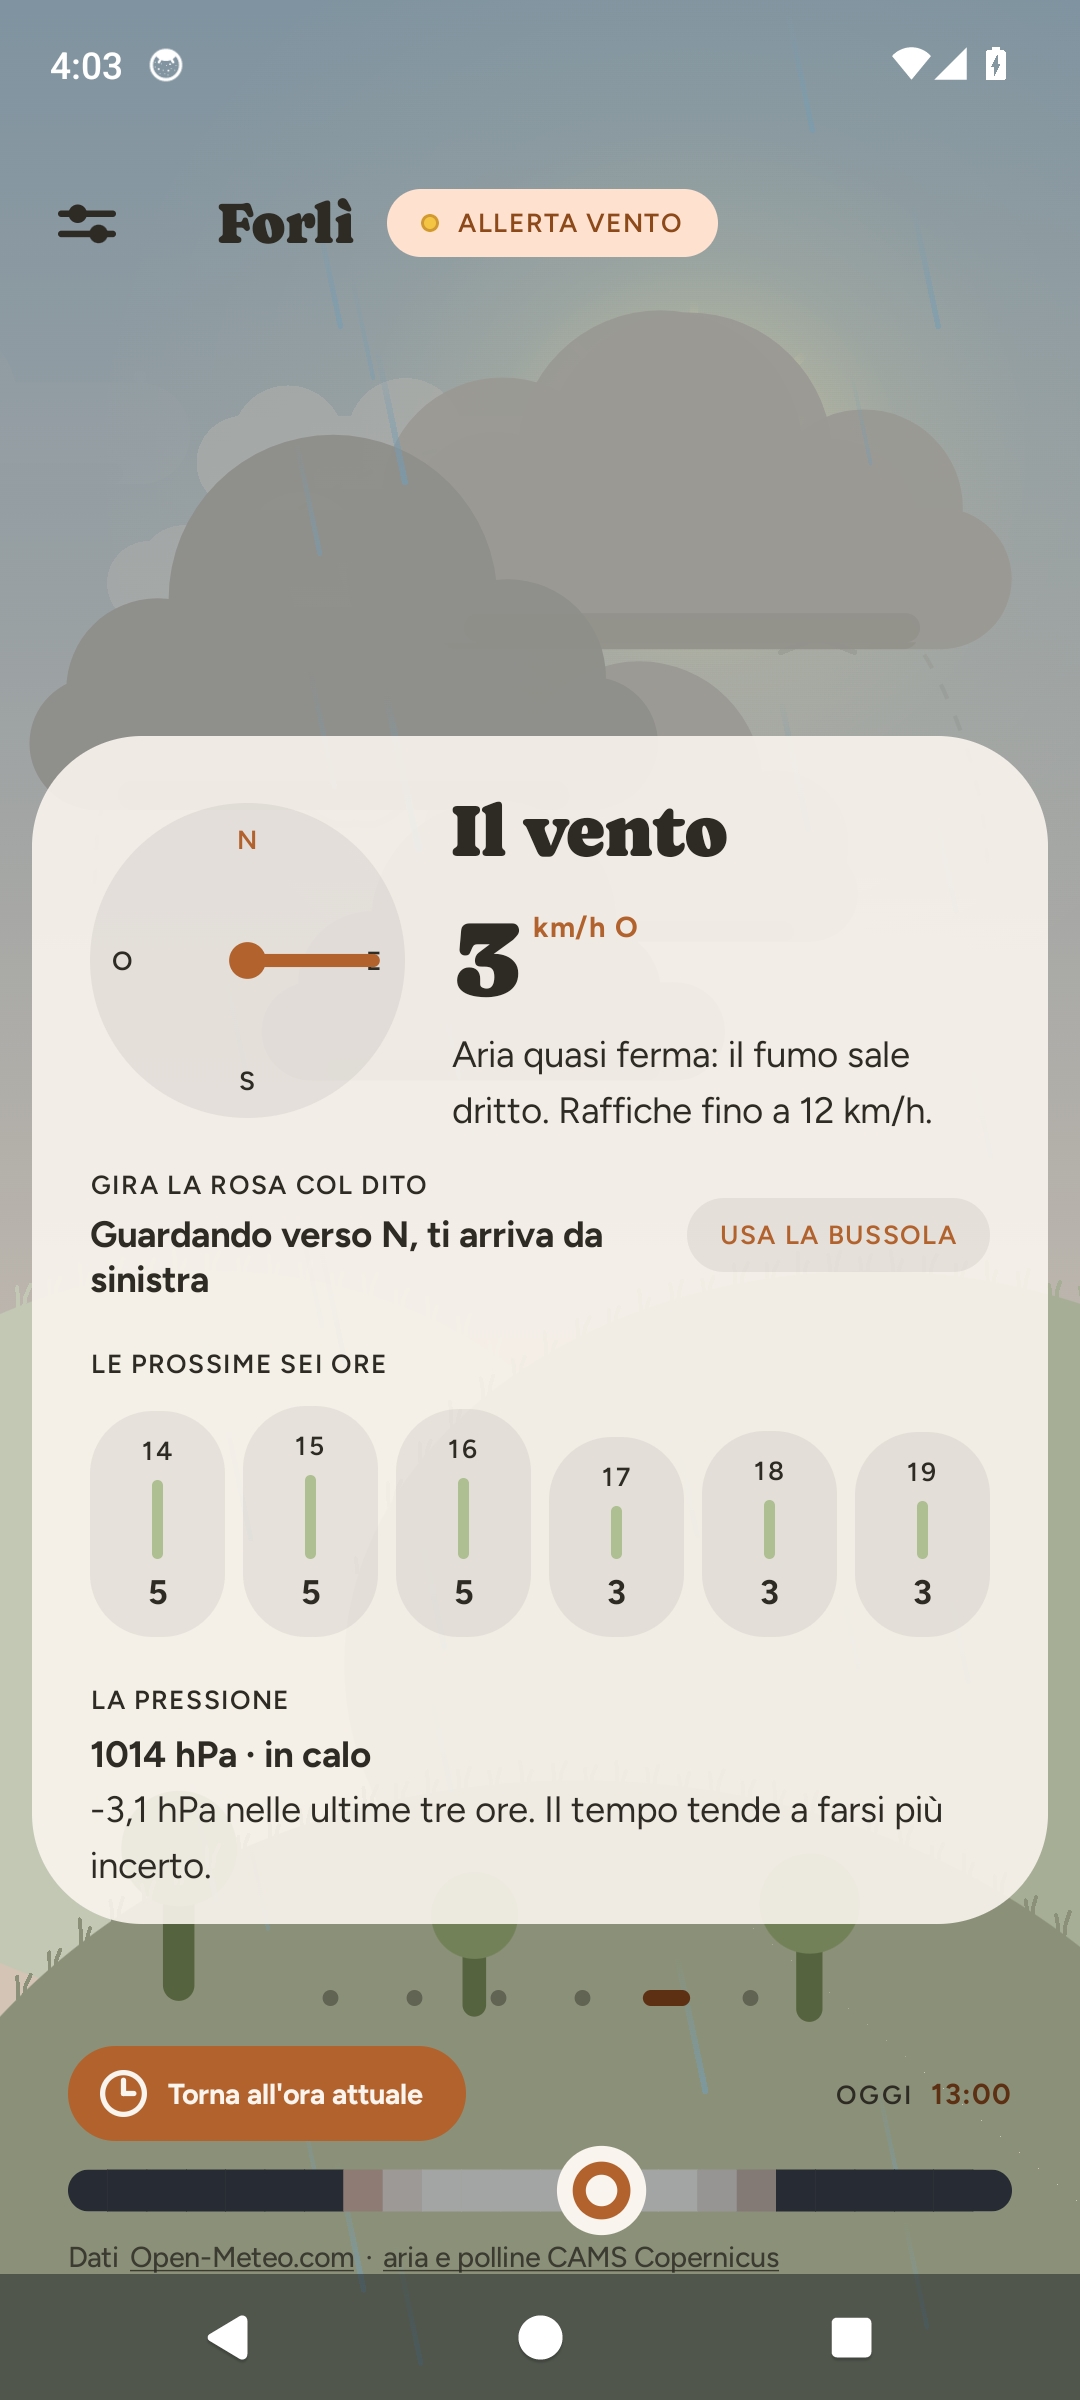 4:03
Forlì
ALLERTA VENTO
N
O
E
S
Il vento
3 km/h O
Aria quasi ferma: il fumo sale
dritto. Raffiche fino a 12 km/h.
GIRA LA ROSA COL DITO
Guardando verso N, ti arriva da
sinistra
USA LA BUSSOLA
LE PROSSIME SEI ORE
14 15 16 17 18 19
5 5 5 3 3 3
LA PRESSIONE
1014 hPa · in calo
-3,1 hPa nelle ultime tre ore. Il tempo tende a farsi più
incerto.
Torna all'ora attuale
OGGI 13:00
Dati Open-Meteo.com · aria e polline CAMS Copernicus